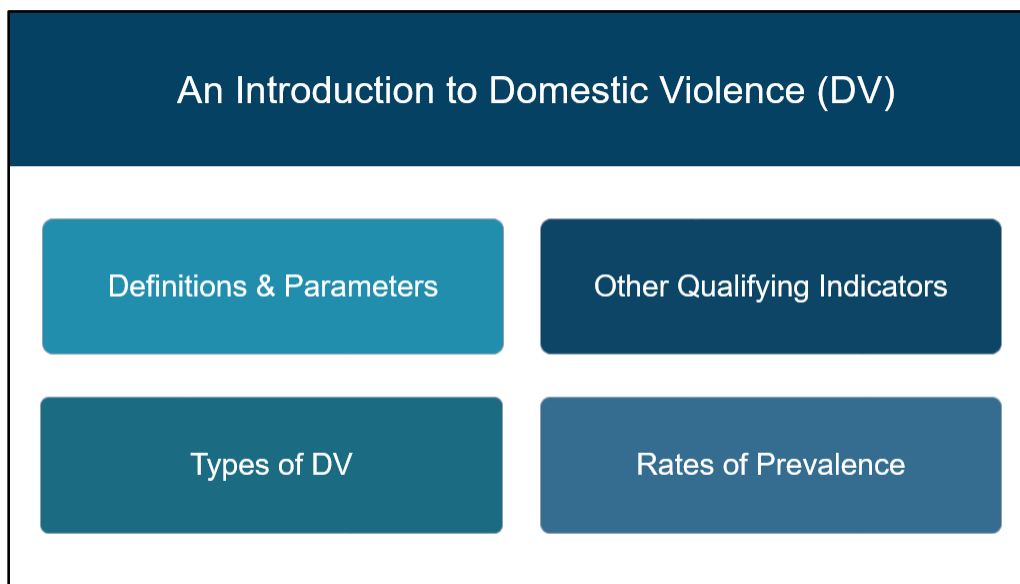 An Introduction to Domestic Violence (DV)
Definitions & Parameters
Other Qualifying Indicators
Types of DV
Rates of Prevalence